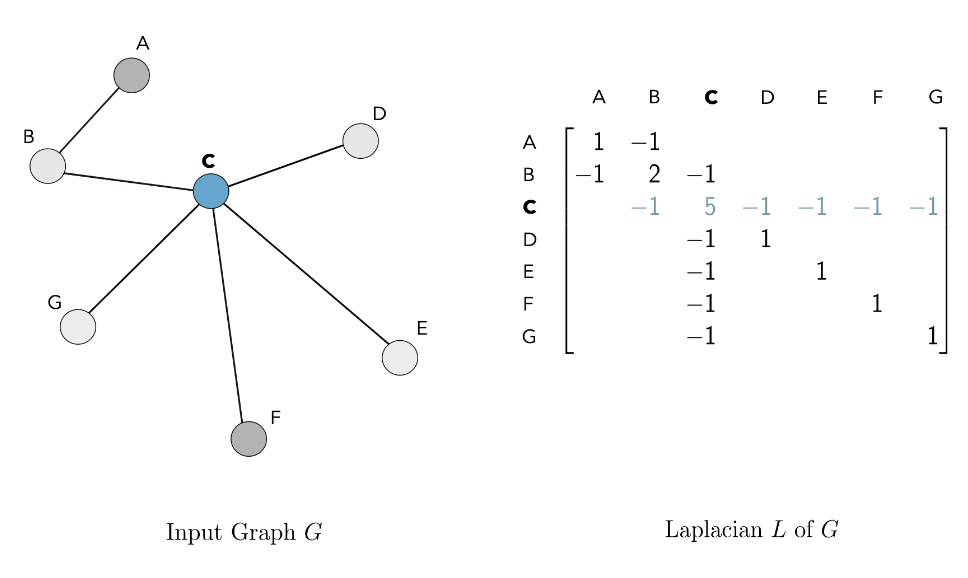 A
B
C
D
E
F
G
A B C D E F G
A 1 −1
B −1 2 −1
C −1 5 −1 −1 −1 −1
D −1 1
E −1 1
F −1 1
G −1 1
Input Graph G
Laplacian L of G